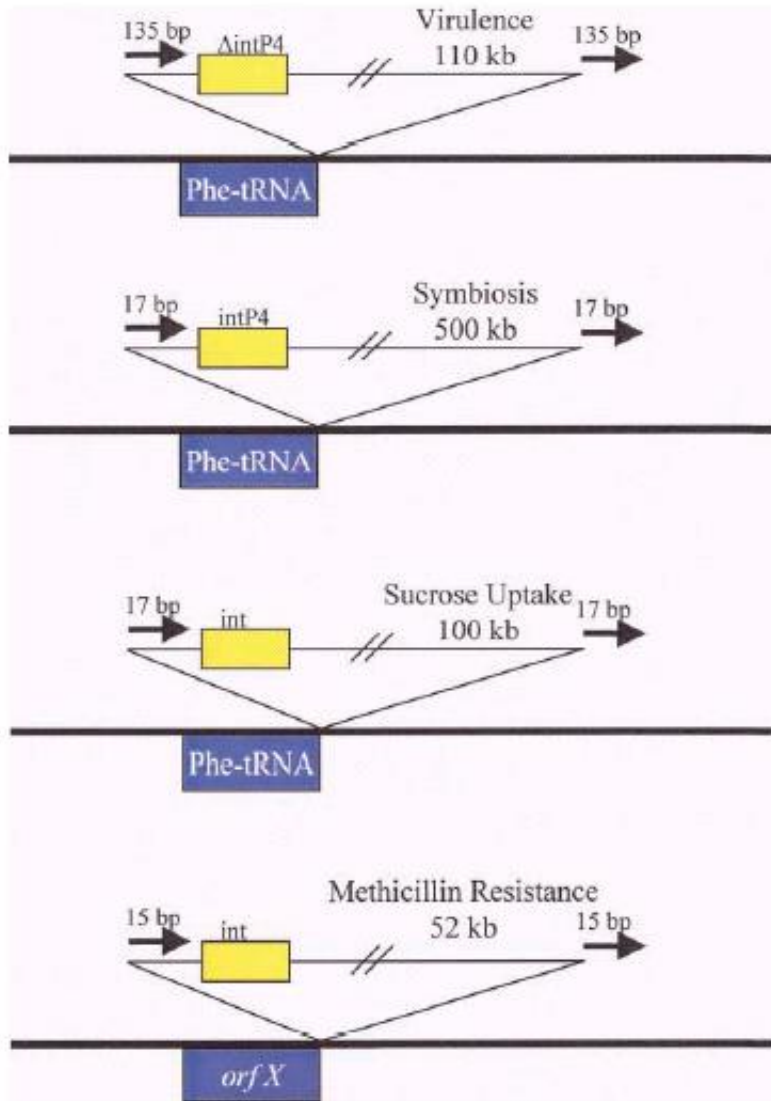 135 bp
ΔintP4
Virulence
110 kb
135 bp
Phe-tRNA
17 bp
intP4
Symbiosis
500 kb
17 bp
Phe-tRNA
17 bp
int
Sucrose Uptake
100 kb
17 bp
Phe-tRNA
15 bp
int
Methicillin Resistance
52 kb
15 bp
orf X